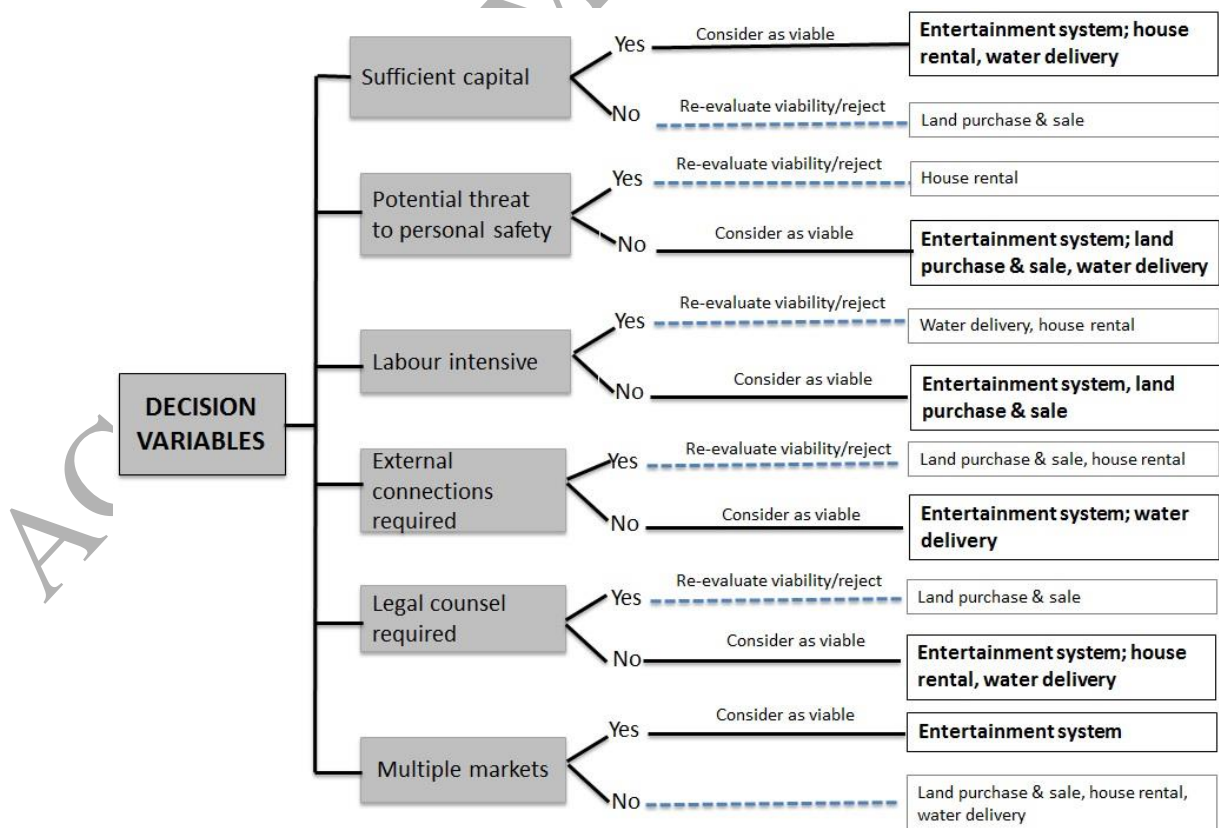 Sufficient capital
Yes
Consider as viable
Entertainment system; house
rental, water delivery
No
Re-evaluate viability/reject
Land purchase & sale
Potential threat
to personal safety
Yes
Re-evaluate viability/reject
House rental
No
Consider as viable
Entertainment system; land
purchase & sale, water delivery
Labour intensive
Yes
Re-evaluate viability/reject
Water delivery, house rental
No
Consider as viable
Entertainment system, land
purchase & sale
DECISION
VARIABLES
External
connections
required
Yes
Re-evaluate viability/reject
Land purchase & sale, house rental
No
Consider as viable
Entertainment system; water
delivery
Legal counsel
required
Yes
Re-evaluate viability/reject
Land purchase & sale
No
Consider as viable
Entertainment system; house
rental, water delivery
Multiple markets
Yes
Consider as viable
Entertainment system
No
Land purchase & sale, house rental,
water delivery